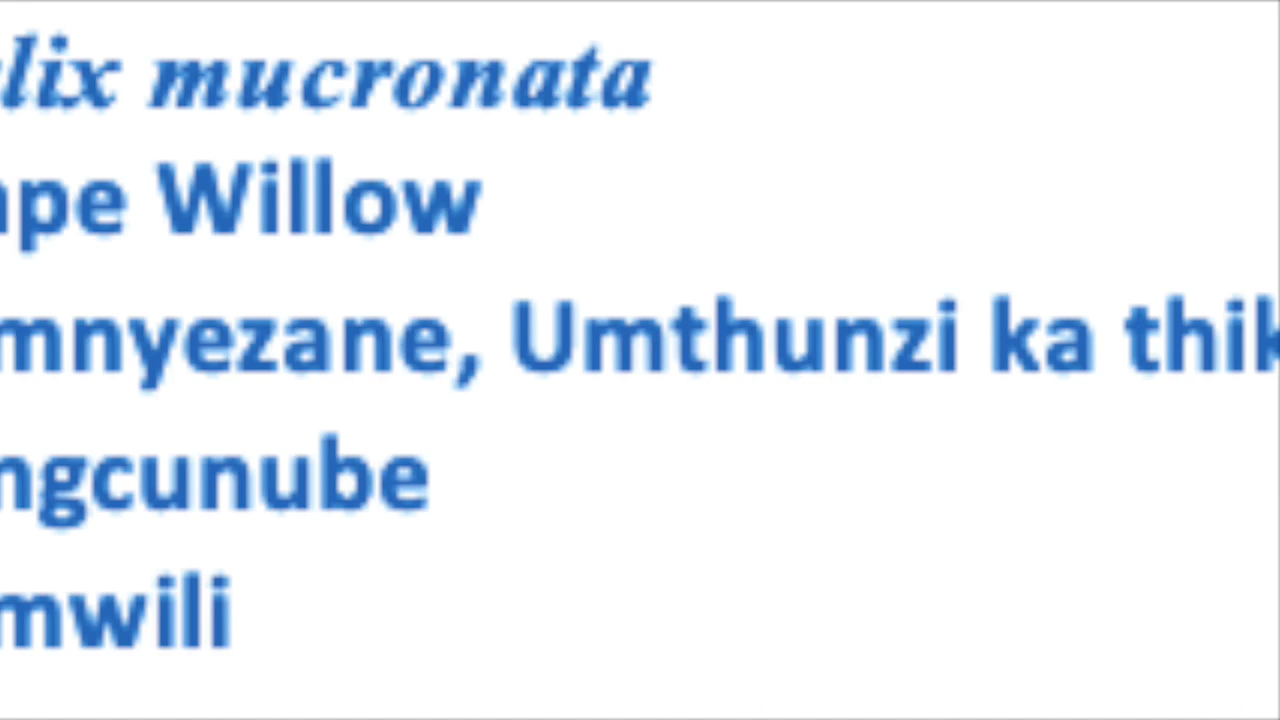 lix mucronata
pe Willow
mnyezane, Umthunzi ka thik
ngcunube
mwili